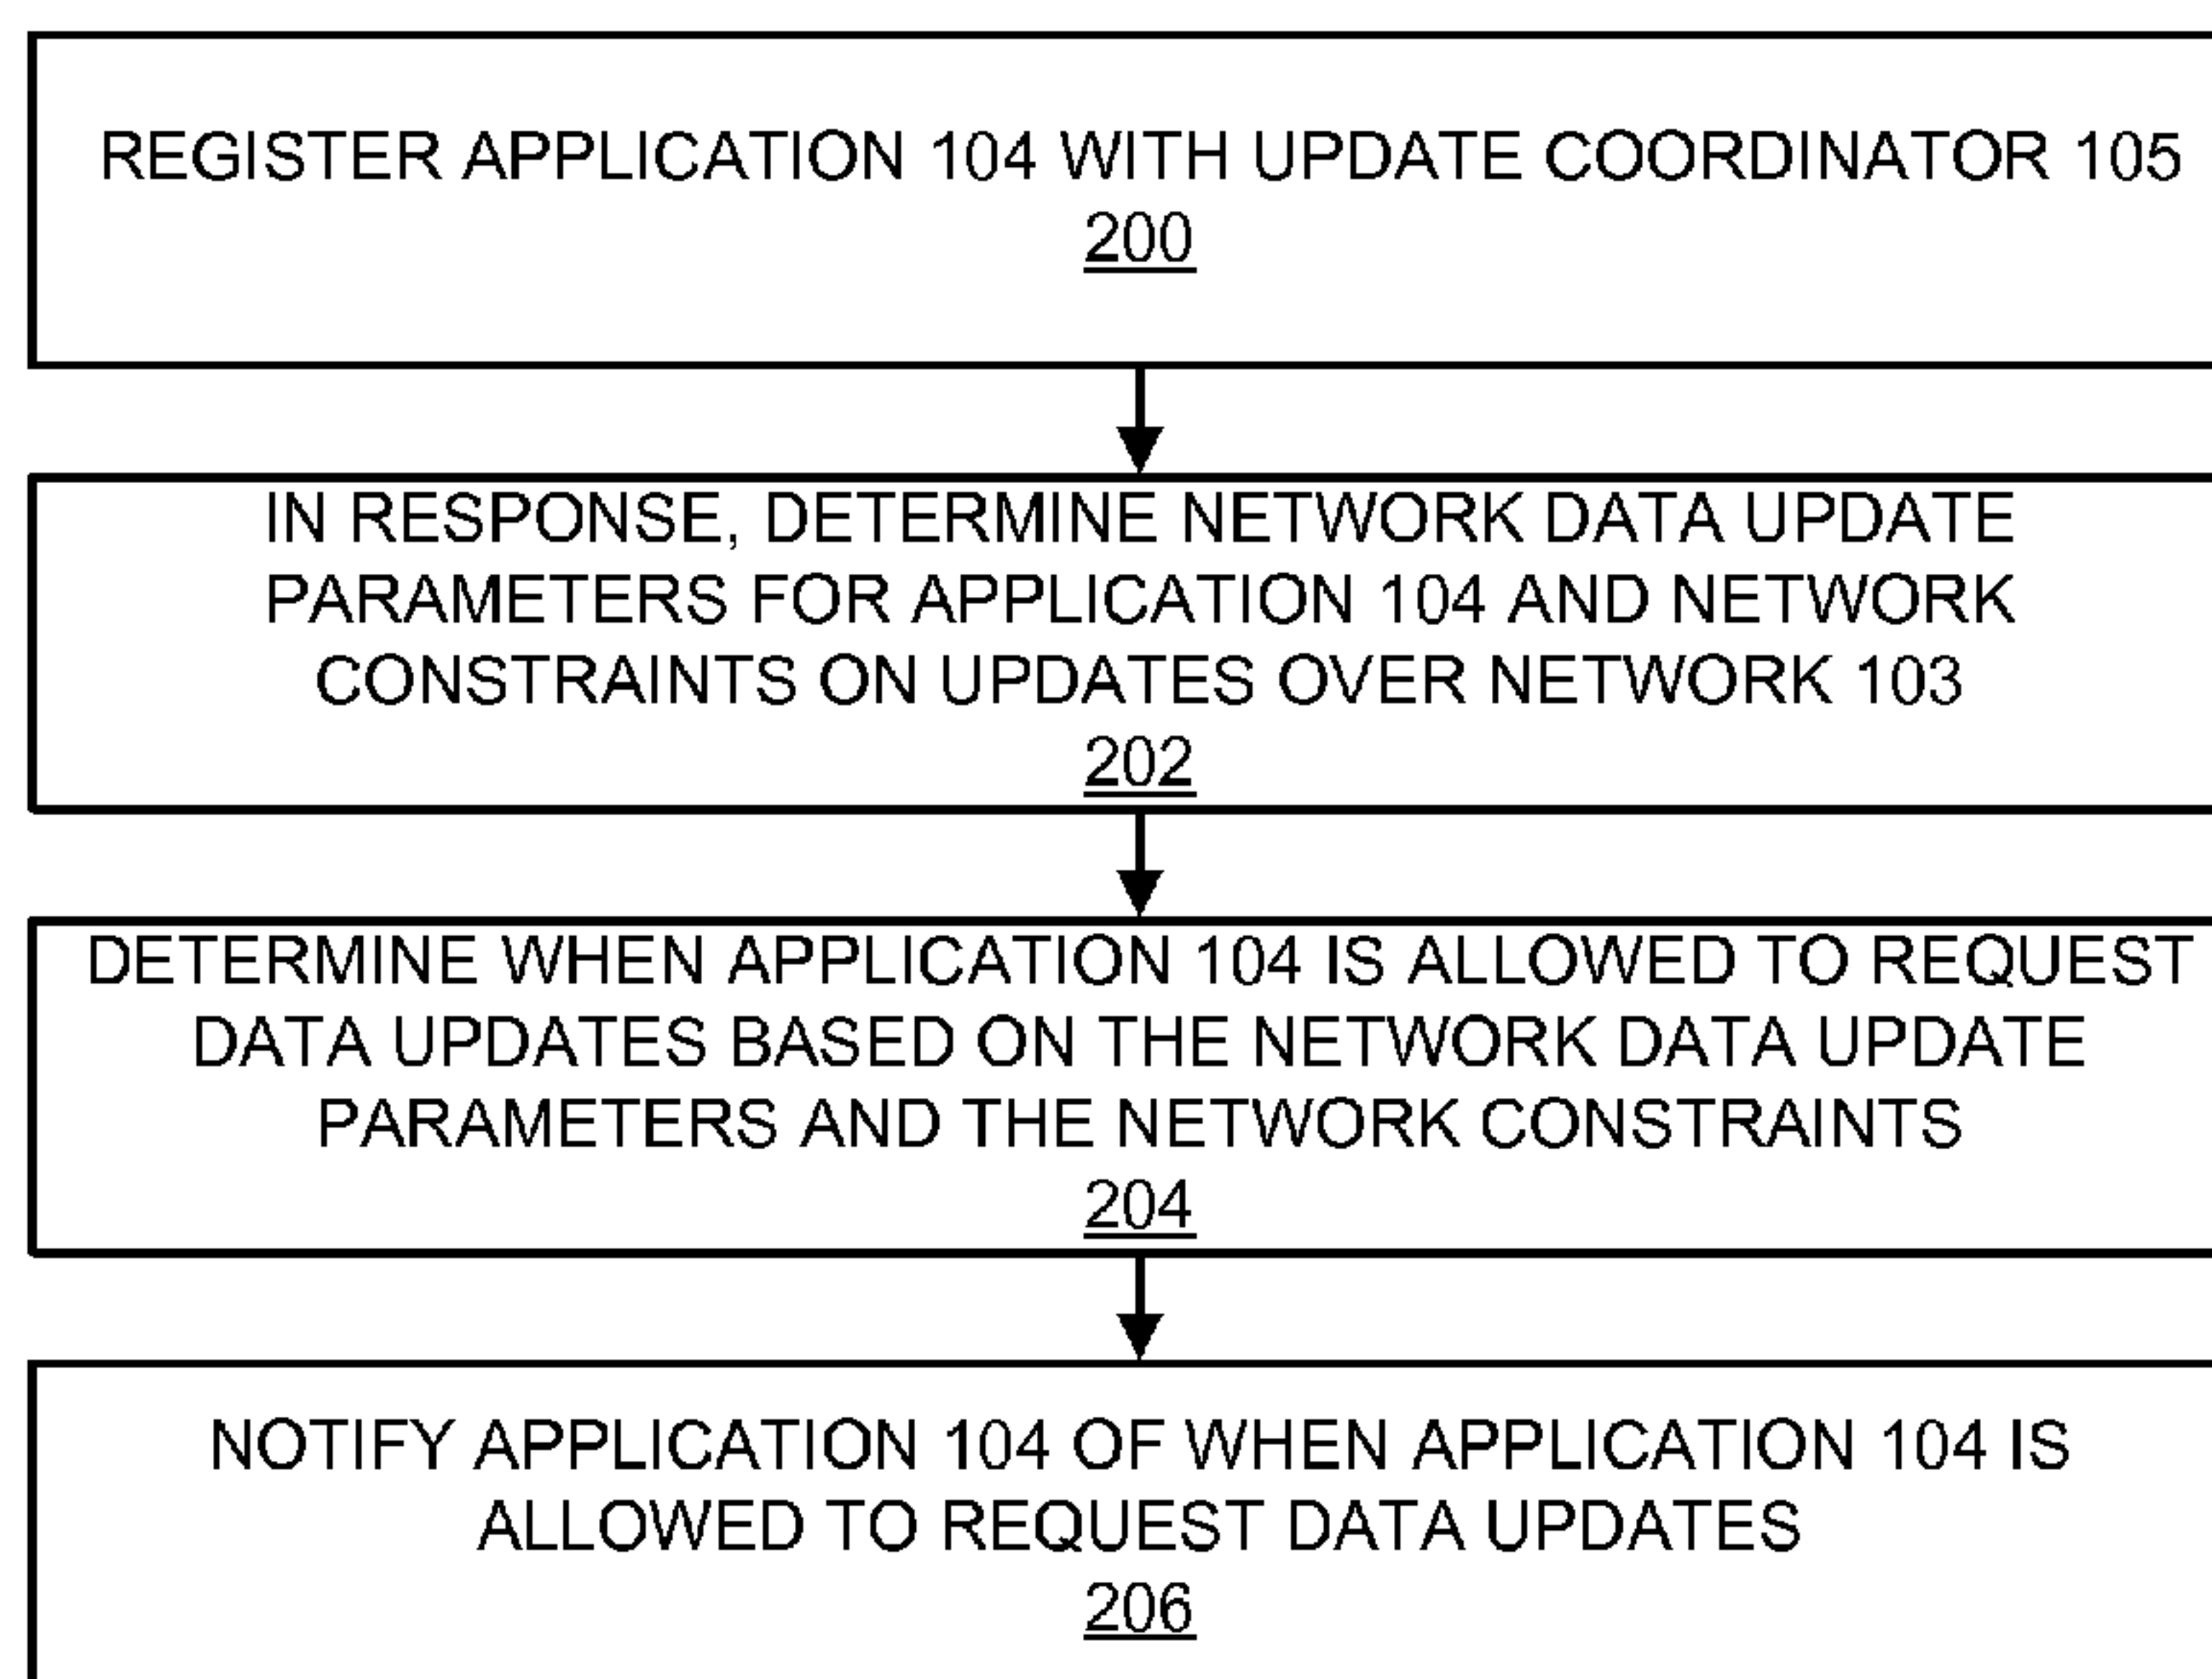 REGISTER APPLICATION 104 WITH UPDATE COORDINATOR 105
200
IN RESPONSE, DETERMINE NETWORK DATA UPDATE
PARAMETERS FOR APPLICATION 104 AND NETWORK
CONSTRAINTS ON UPDATES OVER NETWORK 103
202
DETERMINE WHEN APPLICATION 104 IS ALLOWED TO REQUEST
DATA UPDATES BASED ON THE NETWORK DATA UPDATE
PARAMETERS AND THE NETWORK CONSTRAINTS
204
NOTIFY APPLICATION 104 OF WHEN APPLICATION 104 IS
ALLOWED TO REQUEST DATA UPDATES
206